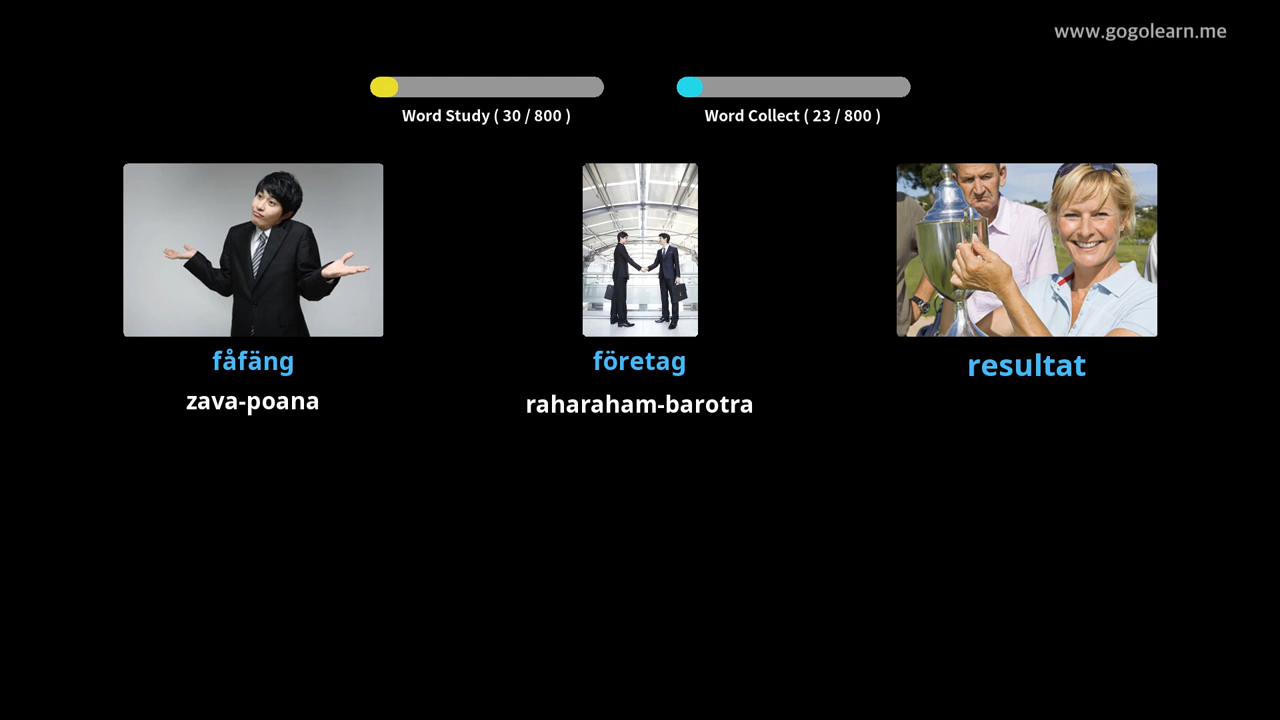 www.gogolearn.me
Word Study ( 30 / 800 )
Word Collect ( 23 / 800 )
fåfäng
företag
resultat
zava-poana
raharaham-barotra